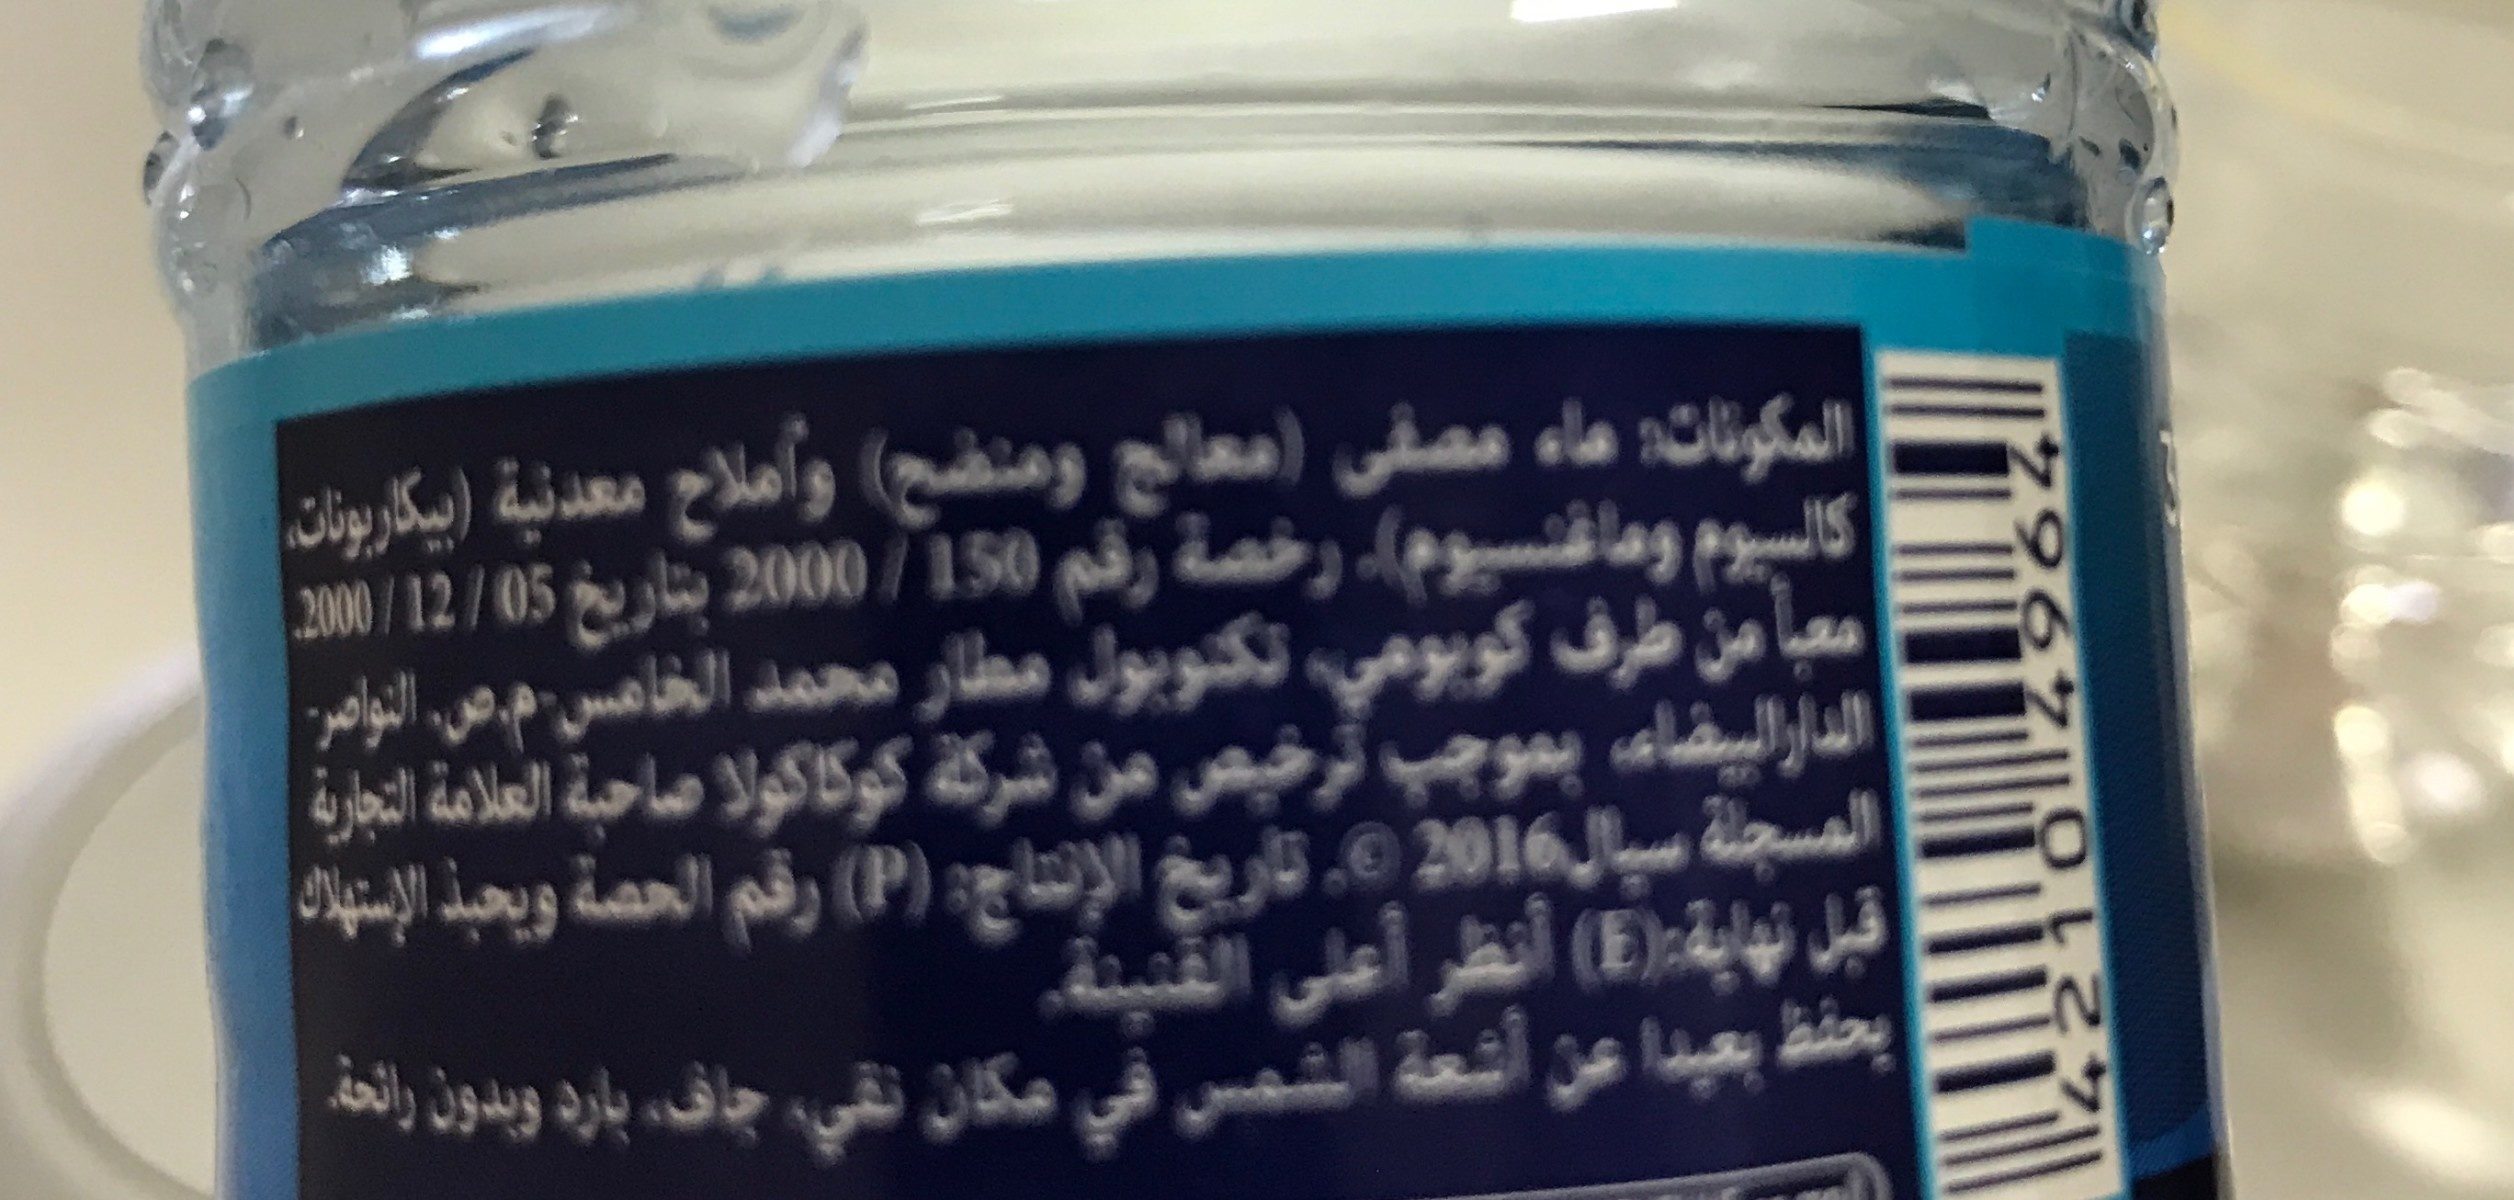 المكونات: ماء مصفى (معالج ومنضح) وأملاح معدنية (بيكاربونات،
كالسيوم وماغنسيوم). رخصة رقم 150 / 2000 بتاريخ 05 / 12 / 2000.
معبأ من طرف كوبومي، تكنوبول مطار محمد الخامس-م.ص. النواصر-
الدارالبيضاء، بموجب ترخيص من شركة كوكاكولا صاحبة العلامة التجارية
المسجلة سيال2016 ©. تاريخ الإنتاج: (P) رقم الحصة ويحبذ الإستهلاك
قبل نهاية:(E) أنظر أعلى القنينة.
يحفظ بعيدا عن أشعة الشمس في مكان نقي، جاف، بارد وبدون رائحة.
42104964